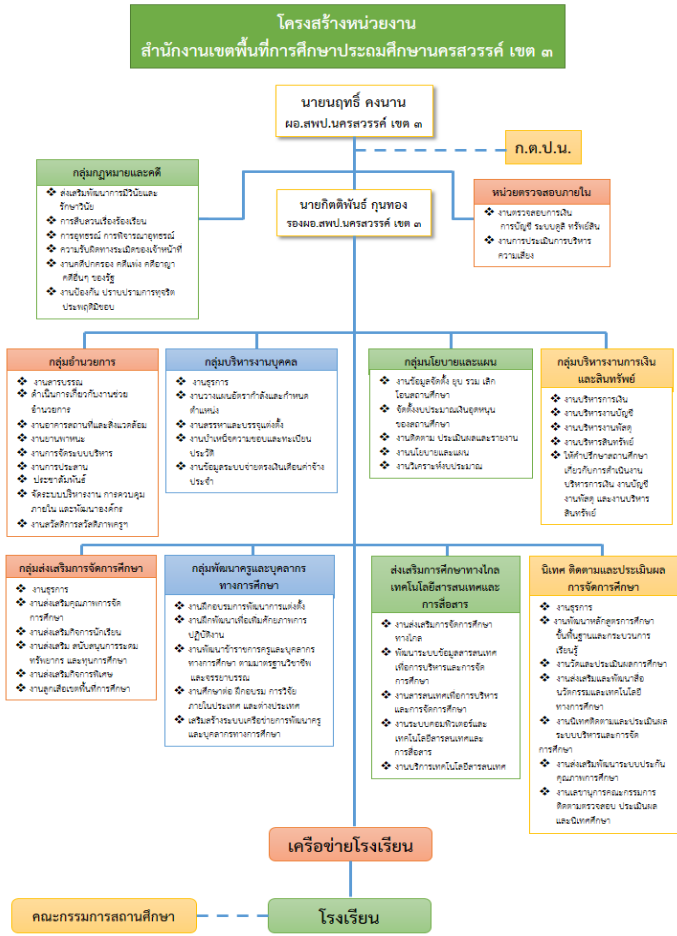 โครงสร้างหน่วยงาน
สำนักงานเขตพื้นที่การศึกษาประถมศึกษานครสวรรค์ เขต ๓
นายนฤทธิ์ คงนาน
ผอ.สพป.นครสวรรค์ เขต ๓
ก.ต.ป.น.
กลุ่มกฎหมายและคดี
❖ ส่งเสริมพัฒนาการมีวินัยและ
รักษาวินัย
❖ การสืบสวนเรื่องร้องเรียน
❖ การอุทธรณ์ การพิจารณาอุทธรณ์
❖ ความรับผิดทางระเมิดของเจ้าหน้าที่
❖ งานคดีปกครอง คดีแพ่ง คดีอาญา
คดีอื่นๆ ของรัฐ
❖ งานป้องกัน ปราบปรามการทุจริต
ประพฤติมิชอบ
นายกิตติพันธ์ กุนทอง
รองผอ.สพป.นครสวรรค์ เขต ๓
หน่วยตรวจสอบภายใน
❖ งานตรวจสอบการเงิน
การบัญชี ระบบดูลิ ทรัพย์สิน
❖ งานการประเมินการบริหาร
ความเสี่ยง
กลุ่มอำนวยการ
❖ งานสารบรรณ
❖ ดำเนินการเกี่ยวกับงานช่วย
อำนวยการ
❖ งานอาคารสถานที่และสิ่งแวดล้อม
❖ งานยานพาหนะ
❖ งานการจัดระบบบริหาร
❖ งานการประสาน
❖ ประชาสัมพันธ์
❖ จัดระบบบริหารงาน การควบคุม
ภายใน และพัฒนาองค์กร
❖ งานสวัสดิการสวัสดิภาพครูฯ
กลุ่มบริหารงานบุคคล
❖ งานธุรการ
❖ งานวางแผนอัตรากำลังและกำหนด
ตำแหน่ง
❖ งานสรรหาและบรรจุแต่งตั้ง
❖ งานบำเหน็จความชอบและทะเบียน
ประวัติ
❖ งานข้อมูลระบบจ่ายตรงเงินเดือนค่าจ้าง
ประจำ
กลุ่มนโยบายและแผน
❖ งานข้อมูลจัดตั้ง ยุบ รวม เลิก
โอนสถานศึกษา
❖ จัดตั้งงบประมาณเงินอุดหนุน
ของสถานศึกษา
❖ งานติดตาม ประเมินผลและรายงาน
❖ งานนโยบายและแผน
❖ งานวิเคราะห์งบประมาณ
กลุ่มบริหารงานการเงิน
และสินทรัพย์
❖ งานบริหารการเงิน
❖ งานบริหารงานบัญชี
❖ งานบริหารงานพัสดุ
❖ งานบริหารสินทรัพย์
❖ ให้คำปรึกษาสถานศึกษา
เกี่ยวกับการดำเนินงาน
บริหารการเงิน งานบัญชี
งานพัสดุ และงานบริหาร
สินทรัพย์
กลุ่มส่งเสริมการจัดการศึกษา
❖ งานธุรการ
❖ งานส่งเสริมคุณภาพการจัด
การศึกษา
❖ งานส่งเสริมกิจการนักเรียน
❖ งานส่งเสริม สนับสนุนการระดม
ทรัพยากร และทุนการศึกษา
❖ งานส่งเสริมกิจการพิเศษ
❖ งานลูกเสือเขตพื้นที่การศึกษา
กลุ่มพัฒนาครูและบุคลากร
ทางการศึกษา
❖ งานฝึกอบรมการพัฒนาการแต่งตั้ง
❖ งานฝึกพัฒนาเพื่อเพิ่มศักยภาพการ
ปฏิบัติงาน
❖ งานพัฒนาข้าราชการครูและบุคลากร
ทางการศึกษา ตามมาตรฐานวิชาชีพ
และจรรยาบรรณ
❖ งานศึกษาต่อ ฝึกอบรม การวิจัย
ภายในประเทศ และต่างประเทศ
❖ เสริมสร้างระบบเครือข่ายการพัฒนาครู
และบุคลากรทางการศึกษา
ส่งเสริมการศึกษาทางไกล
เทคโนโลยีสารสนเทศและ
การสื่อสาร
❖ งานส่งเสริมการจัดการศึกษา
ทางไกล
❖ พัฒนาระบบข้อมูลสารสนเทศ
เพื่อการบริหารและการจัด
การศึกษา
❖ งานสารสนเทศเพื่อการบริหาร
และการจัดการศึกษา
❖ งานระบบคอมพิวเตอร์และ
เทคโนโลยีสารสนเทศและ
การสื่อสาร
❖ งานบริการเทคโนโลยีสารสนเทศ
นิเทศ ติดตามและประเมินผล
การจัดการศึกษา
❖ งานธุรการ
❖ งานพัฒนาหลักสูตรการศึกษา
ขั้นพื้นฐานและกระบวนการ
เรียนรู้
❖ งานวัดและประเมินผลการศึกษา
❖ งานส่งเสริมและพัฒนาสื่อ
นวัตกรรมและเทคโนโลยี
ทางการศึกษา
❖ งานนิเทศติดตามและประเมินผล
ระบบบริหารและการจัด
การศึกษา
❖ งานส่งเสริมพัฒนาระบบประกัน
คุณภาพการศึกษา
❖ งานเลขานุการคณะกรรมการ
ติดตามตรวจสอบ ประเมินผล
และนิเทศศึกษา
เครือข่ายโรงเรียน
คณะกรรมการสถานศึกษา
โรงเรียน